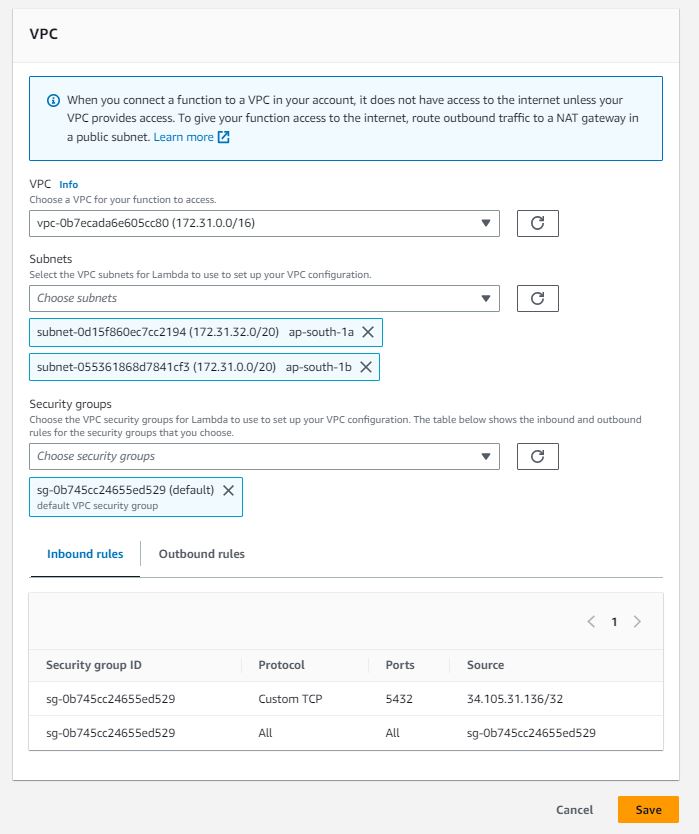 VPC
When you connect a function to a VPC in your account, it does not have access to the internet unless your
VPC provides access. To give your function access to the internet, route outbound traffic to a NAT gateway in
a public subnet. Learn more
VPC Info
Choose a VPC for your function to access.
vpc-0b7ecada6e605cc80 (172.31.0.0/16)
Subnets
Select the VPC subnets for Lambda to use to set up your VPC configuration.
Choose subnets
subnet-0d15f860ec7cc2194 (172.31.32.0/20) ap-south-1a
subnet-055361868d7841cf3 (172.31.0.0/20) ap-south-1b
Security groups
Choose the VPC security groups for Lambda to use to set up your VPC configuration. The table below shows the inbound and outbound
rules for the security groups that you choose.
Choose security groups
sg-0b745cc24655ed529 (default)
default VPC security group
Inbound rules Outbound rules
1
Security group ID Protocol Ports Source
sg-0b745cc24655ed529 Custom TCP 5432 34.105.31.136/32
sg-0b745cc24655ed529 All All sg-0b745cc24655ed529
Cancel Save